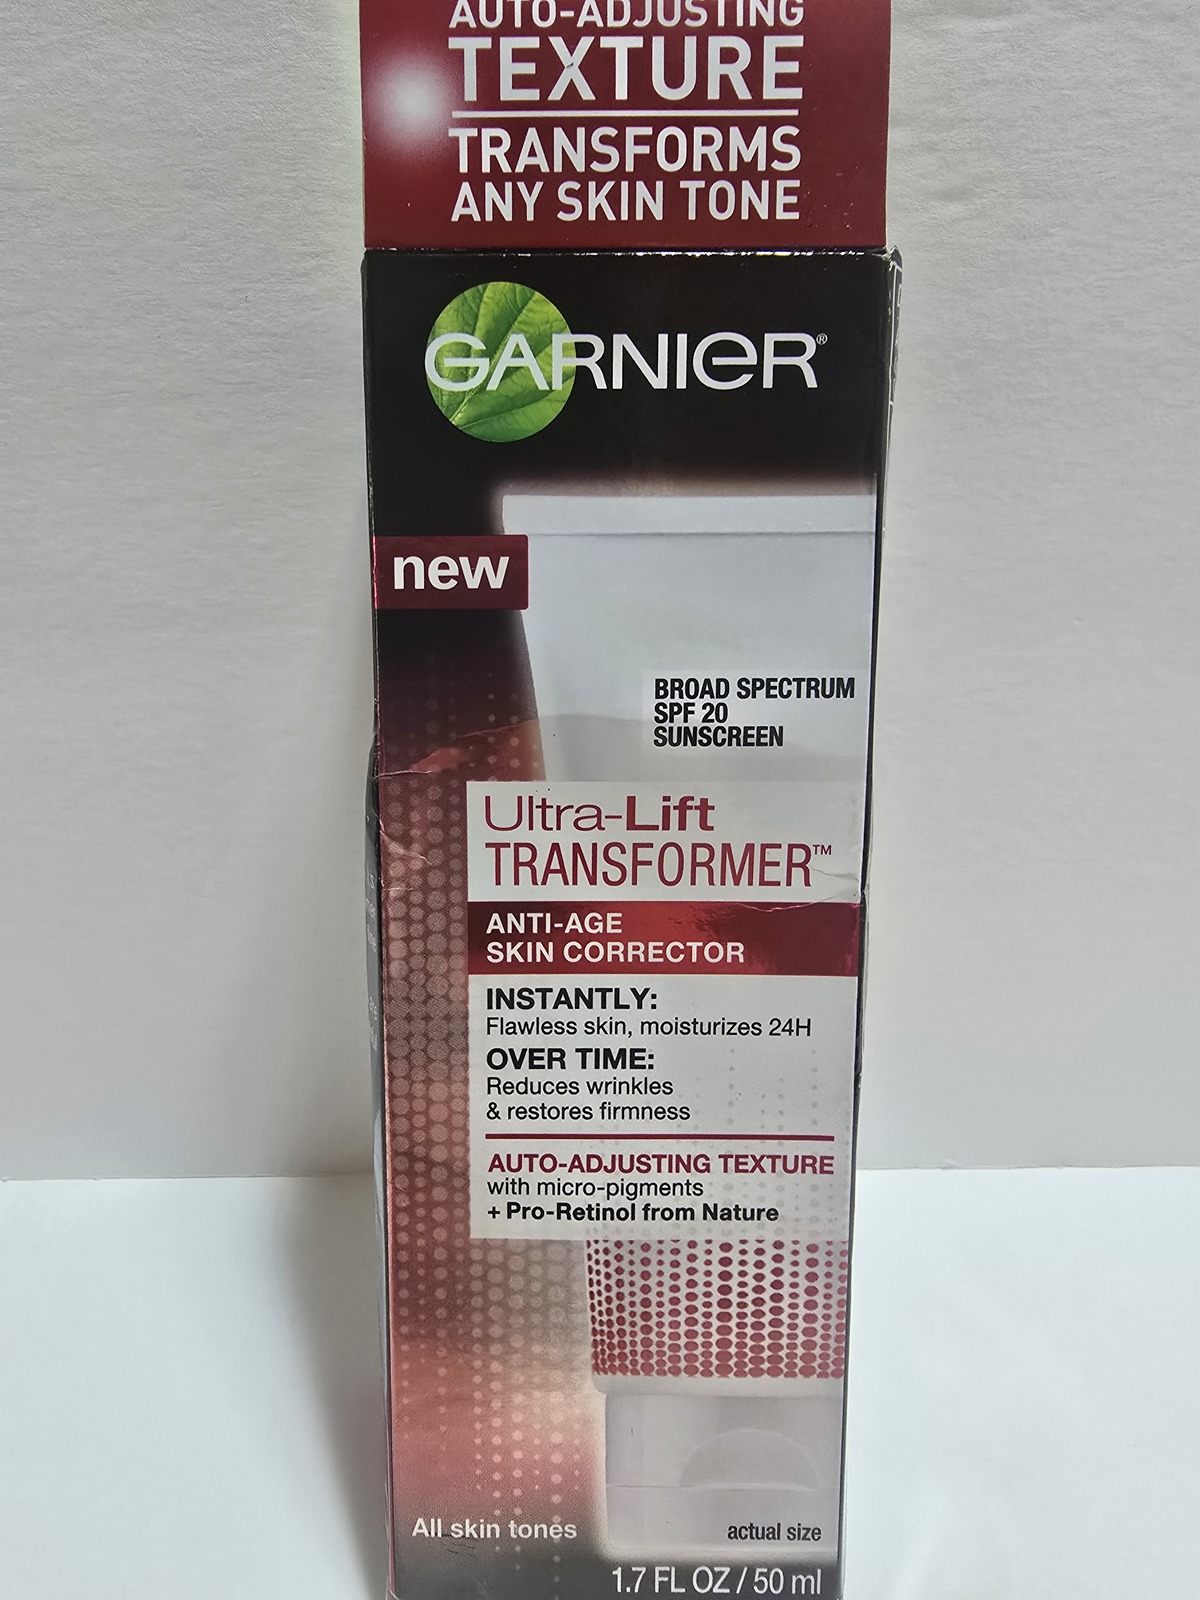 AUTO-ADJUSTING
TEXTURE
TRANSFORMS
ANY SKIN TONE
GARNIER®
new
BROAD SPECTRUM
SPF 20
SUNSCREEN
Ultra-Lift
TRANSFORMER™
ANTI-AGE
SKIN CORRECTOR
INSTANTLY:
Flawless skin, moisturizes 24H
OVER TIME:
Reduces wrinkles
& restores firmness
AUTO-ADJUSTING TEXTURE
with micro-pigments
+ Pro-Retinol from Nature
All skin tones
actual size
1.7 FL OZ / 50 ml